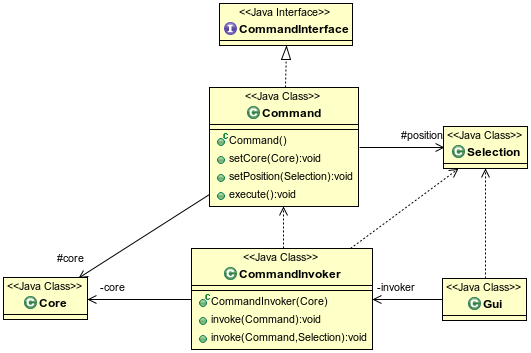 <<Java Interface>>
CommandInterface
<<Java Class>>
Command
Command()
setCore(Core):void
setPosition(Selection):void
execute():void
#position
<<Java Class>>
Selection
#core
<<Java Class>>
Core
-core
<<Java Class>>
CommandInvoker
CommandInvoker(Core)
invoke(Command):void
invoke(Command,Selection):void
-invoker
<<Java Class>>
Gui